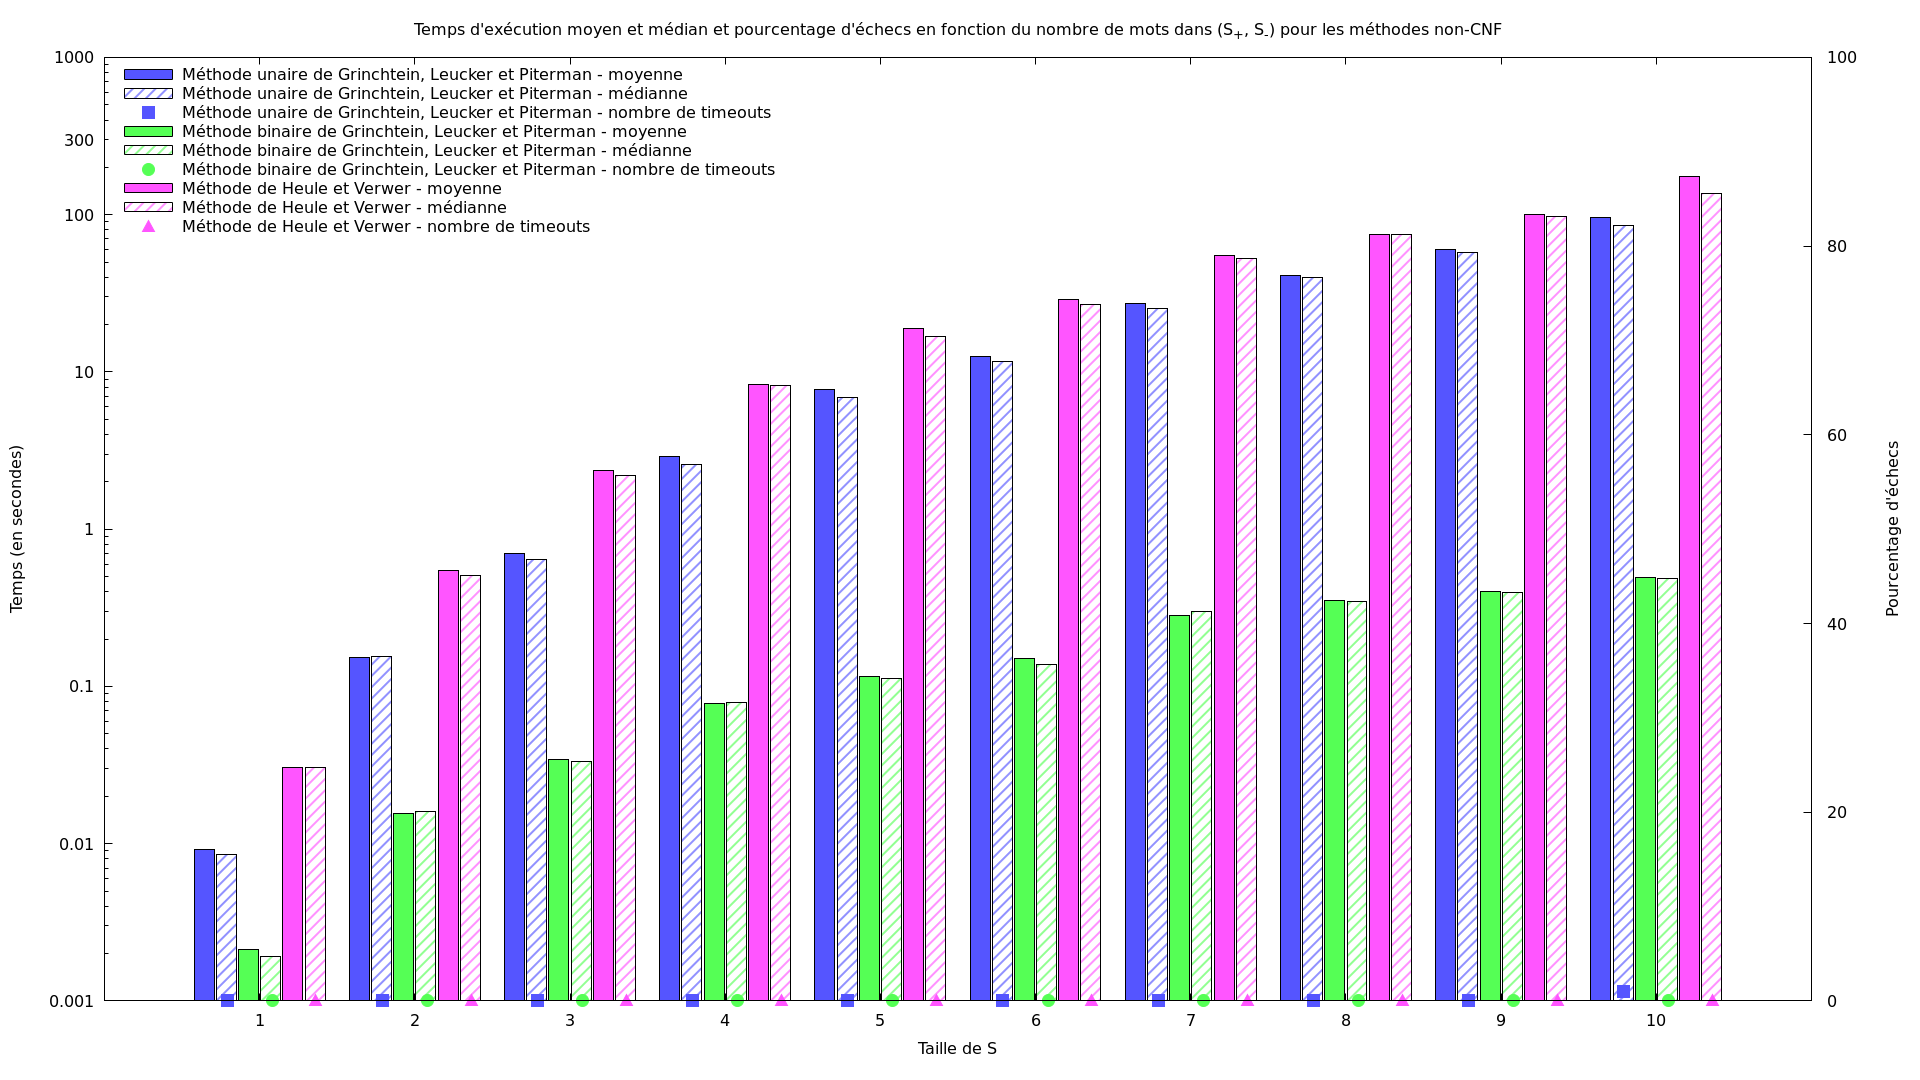 Temps d'exécution moyen et médian et pourcentage d'échecs en fonction du nombre de mots dans (S+, S-) pour les méthodes non-CNF
Méthode unaire de Grinchtein, Leucker et Piterman - moyenne
Méthode unaire de Grinchtein, Leucker et Piterman - médianne
Méthode unaire de Grinchtein, Leucker et Piterman - nombre de timeouts
Méthode binaire de Grinchtein, Leucker et Piterman - moyenne
Méthode binaire de Grinchtein, Leucker et Piterman - médianne
Méthode binaire de Grinchtein, Leucker et Piterman - nombre de timeouts
Méthode de Heule et Verwer - moyenne
Méthode de Heule et Verwer - médianne
Méthode de Heule et Verwer - nombre de timeouts
Temps (en secondes)
1000
300
100
10
1
0.1
0.01
0.001
100
80
60
40
20
0
Pourcentage d'échecs
1 2 3 4 5 6 7 8 9 10
Taille de S